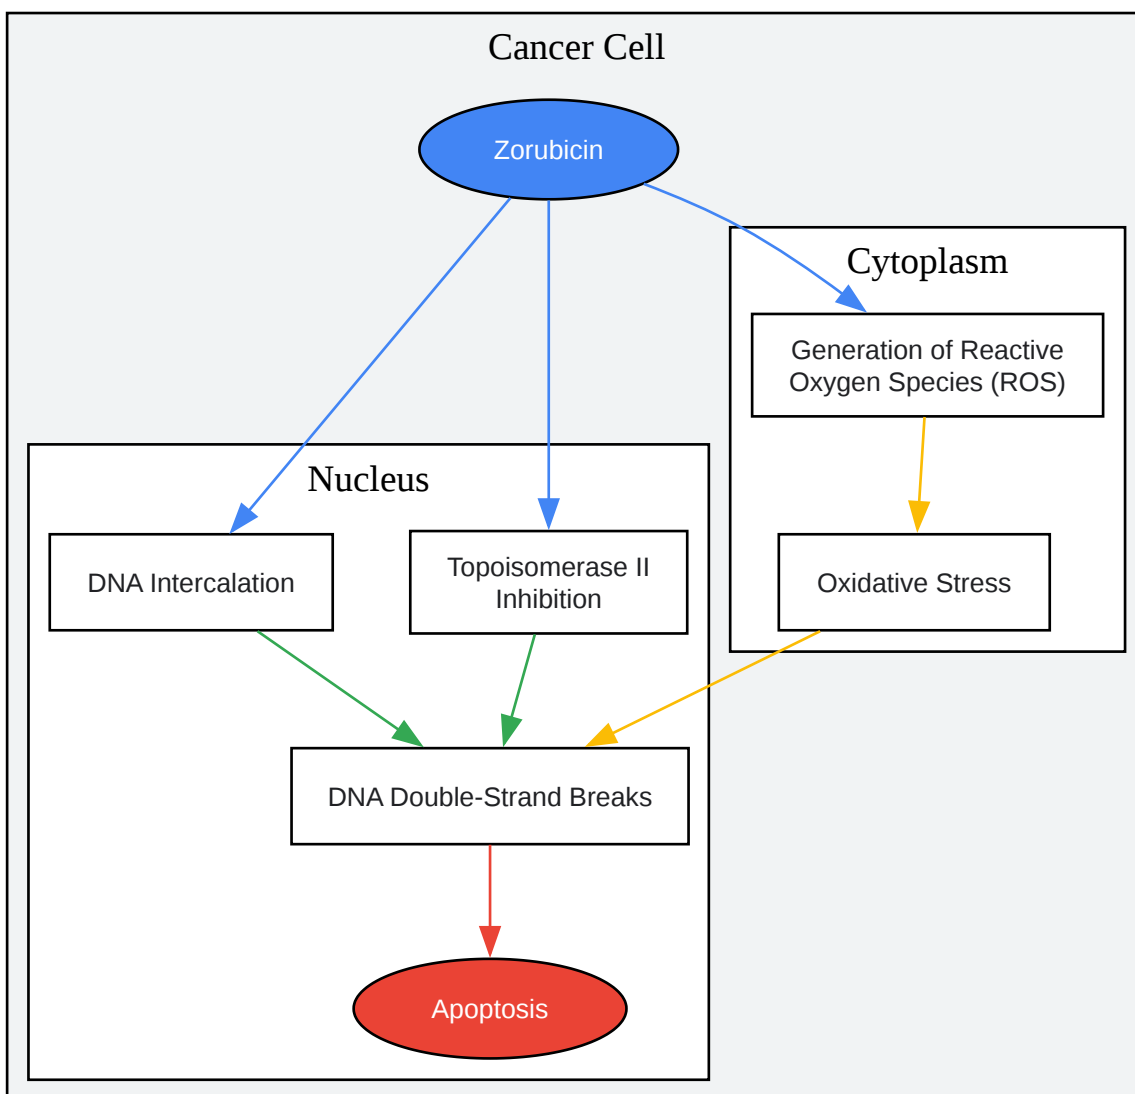 Cancer Cell
Zorubicin
Cytoplasm
Generation of Reactive
Oxygen Species (ROS)
Nucleus
DNA Intercalation
Topoisomerase II
Inhibition
Oxidative Stress
DNA Double-Strand Breaks
Apoptosis